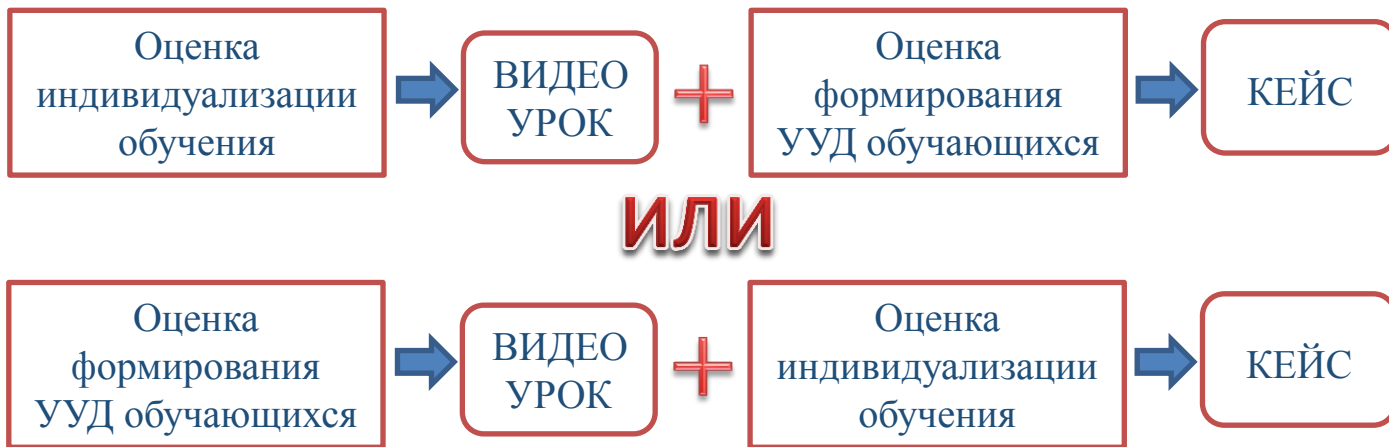 Оценка
индивидуализации
обучения
ВИДЕО
УРОК
Оценка
формирования
УУД обучающихся
КЕЙС
ИЛИ
Оценка
формирования
УУД обучающихся
ВИДЕО
УРОК
Оценка
индивидуализации
обучения
КЕЙС